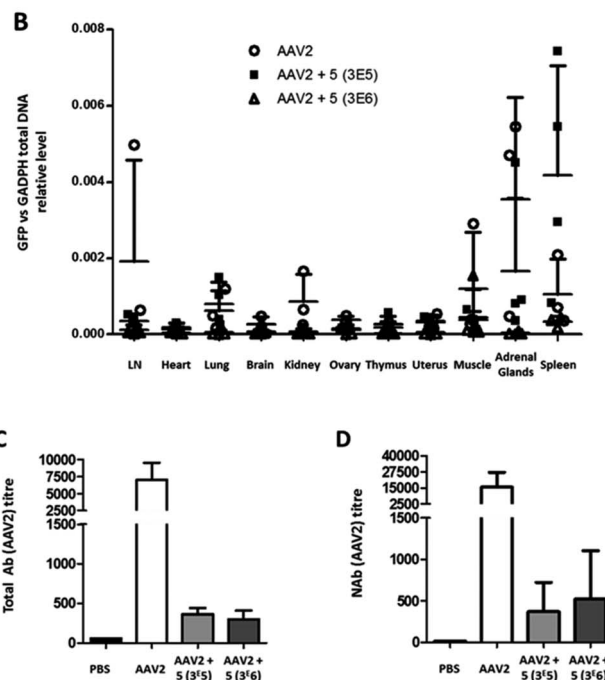 B
GFP vs GADPH total DNA
relative level
0.008
0.006
0.004
0.002
0.000
AAV2
AAV2 + 5 (3E5)
AAV2 + 5 (3E6)
LN Heart Lung Brain Kidney Ovary Thymus Uterus Muscle Adrenal Glands Spleen
C
Total Ab (AAV2) titre
10000
7500
5000
2500
1500
1000
500
0
PBS AAV2 AAV2 + 5 (3ᴱ5) AAV2 + 5 (3ᴱ6)
D
NAb (AAV2) titre
40000
27500
15000
2500
1500
1000
500
0
PBS AAV2 AAV2 + 5 (3ᴱ5) AAV2 + 5 (3ᴱ6)